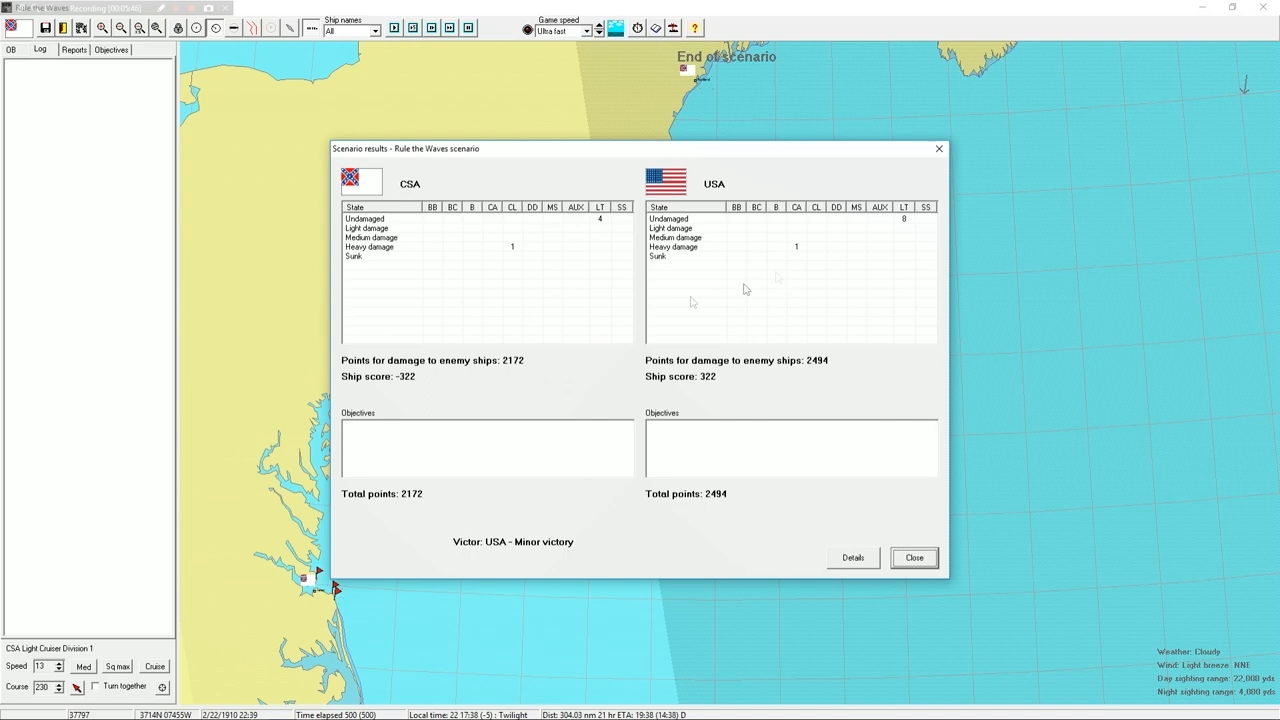 Rule the Waves Recording [00:05:46]
Ship names
All
Game speed
Ultra fast
OB Log Reports Objectives
End of scenario
Scenario results - Rule the Waves scenario
CSA
USA
State BB BC B CA CL DD MS AUX LT SS
Undamaged 4
Light damage
Medium damage
Heavy damage 1
Sunk
State BB BC B CA CL DD MS AUX LT SS
Undamaged 8
Light damage
Medium damage
Heavy damage 1
Sunk
Points for damage to enemy ships: 2172
Ship score: -322
Points for damage to enemy ships: 2494
Ship score: 322
Objectives
Objectives
Total points: 2172
Total points: 2494
Victor: USA - Minor victory
Details
Close
CSA Light Cruiser Division 1
Speed 13 Med Sq max Cruise
Course 230 Turn together
Weather: Cloudy
Wind: Light breeze NNE
Day sighting range: 22,000 yds
Night sighting range: 4,000 yds
37797 3714N 07455W 2/22/1910 22:39 Time elapsed 500 (500) Local time: 22 17:38 (-5) : Twilight Dist: 304.03 nm 21 hr ETA: 19:38 (14:38) D